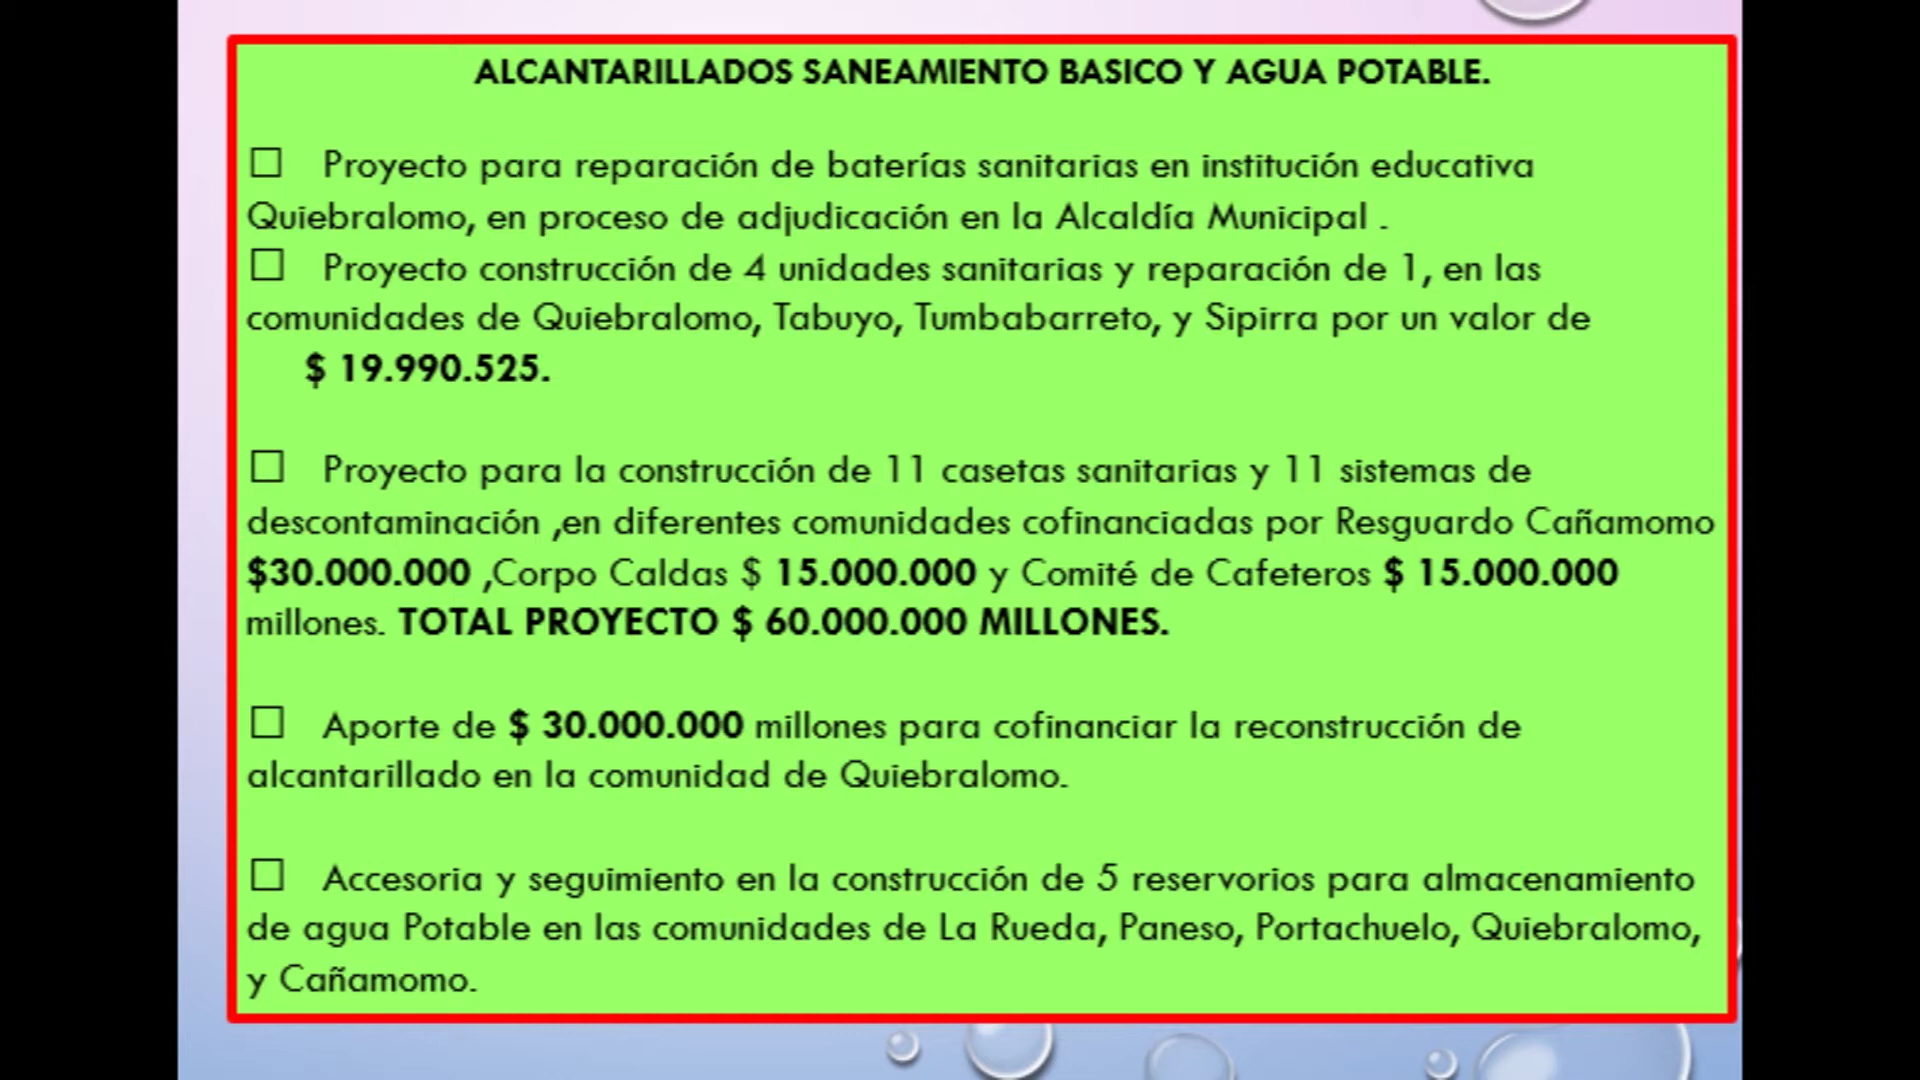 ALCANTARILLADOS SANEAMIENTO BASICO Y AGUA POTABLE.
☐ Proyecto para reparación de baterías sanitarias en institución educativa
Quiebralomo, en proceso de adjudicación en la Alcaldía Municipal .
☐ Proyecto construcción de 4 unidades sanitarias y reparación de 1, en las
comunidades de Quiebralomo, Tabuyo, Tumbabarreto, y Sipirra por un valor de
$ 19.990.525.
☐ Proyecto para la construcción de 11 casetas sanitarias y 11 sistemas de
descontaminación ,en diferentes comunidades cofinanciadas por Resguardo Cañamomo
$30.000.000 ,Corpo Caldas $ 15.000.000 y Comité de Cafeteros $ 15.000.000
millones. TOTAL PROYECTO $ 60.000.000 MILLONES.
☐ Aporte de $ 30.000.000 millones para cofinanciar la reconstrucción de
alcantarillado en la comunidad de Quiebralomo.
☐ Accesoria y seguimiento en la construcción de 5 reservorios para almacenamiento
de agua Potable en las comunidades de La Rueda, Paneso, Portachuelo, Quiebralomo,
y Cañamomo.